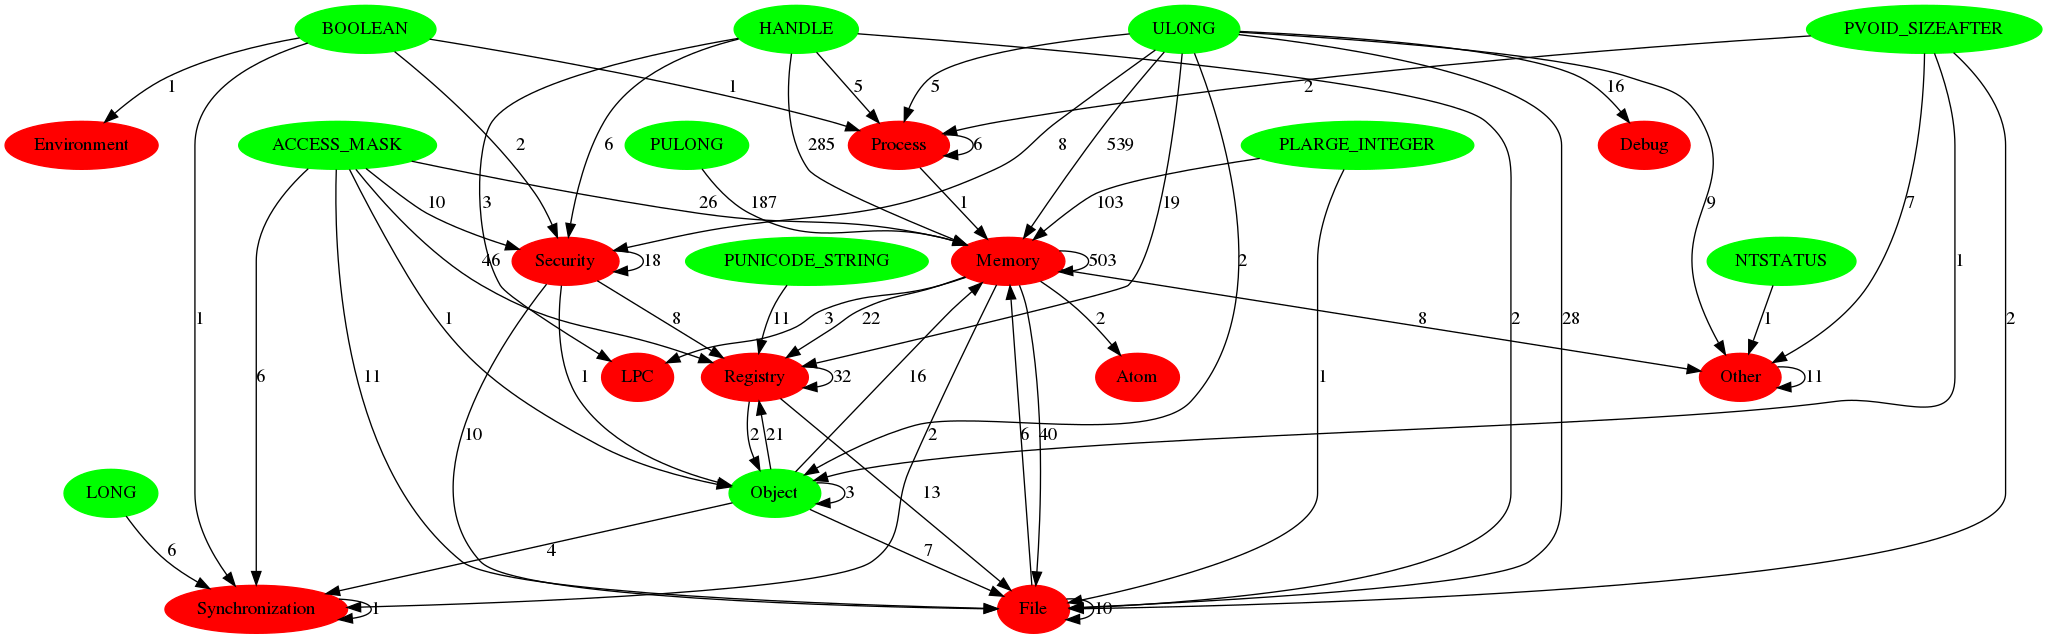 BOOLEAN
HANDLE
ULONG
PVOID_SIZEAFTER
1
3
6
285
5
1
5
539
2
16
Environment
ACCESS_MASK
PULONG
Process
6
PLARGE_INTEGER
Debug
2
8
10
3
26
187
1
103
19
9
7
46
Security
18
PUNICODE_STRING
Memory
503
2
NTSTATUS
1
1
1
8
11
22
3
2
8
2
28
1
2
LPC
Registry
32
Atom
Other
11
6
11
1
16
1
10
2
21
2
6
40
LONG
Object
3
13
6
4
7
Synchronization
1
File
10